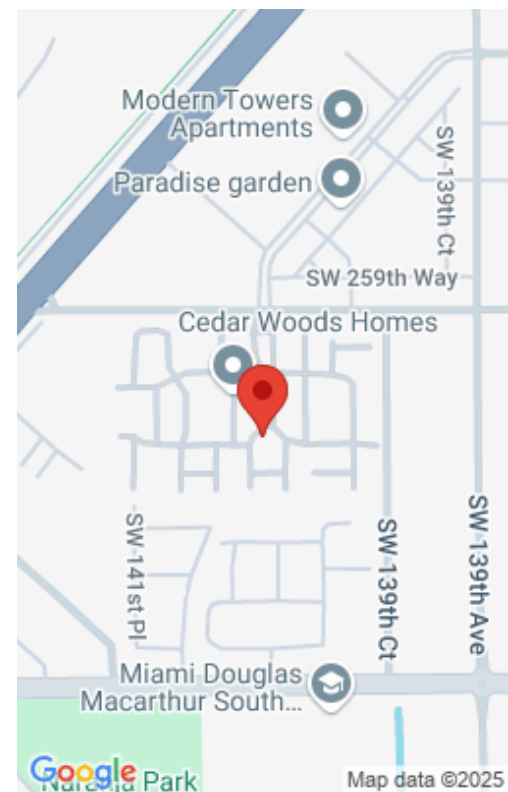 Modern Towers
Apartments
Paradise garden
SW 139th Ct
SW 259th Way
Cedar Woods Homes
SW 141st Pl
SW 139th Ct
SW 139th Ave
Miami Douglas
Macarthur South...
Google
Naranja Park
Map data ©2025